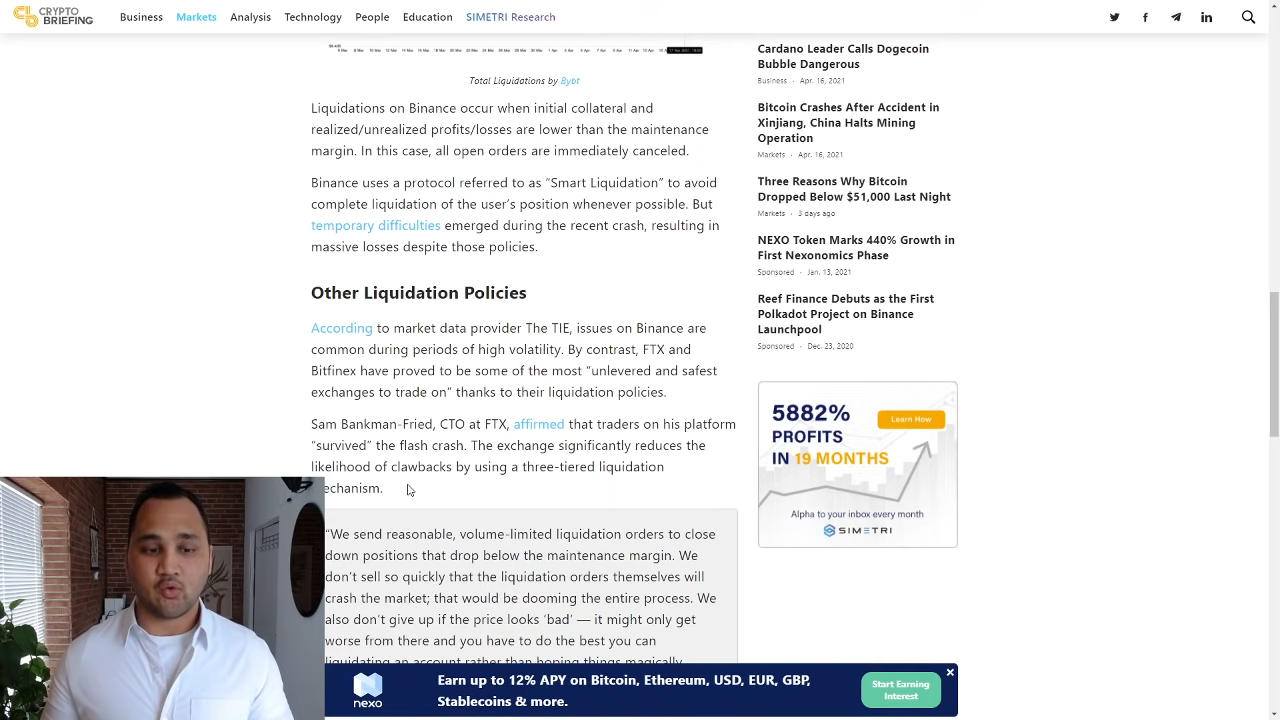 CRYPTO
BRIEFING
Business Markets Analysis Technology People Education SIMETRI Research
Total Liquidations by Bybt
Liquidations on Binance occur when initial collateral and
realized/unrealized profits/losses are lower than the maintenance
margin. In this case, all open orders are immediately canceled.
Binance uses a protocol referred to as “Smart Liquidation” to avoid
complete liquidation of the user’s position whenever possible. But
temporary difficulties emerged during the recent crash, resulting in
massive losses despite those policies.
Other Liquidation Policies
According to market data provider The TIE, issues on Binance are
common during periods of high volatility. By contrast, FTX and
Bitfinex have proved to be some of the most “unlevered and safest
exchanges to trade on” thanks to their liquidation policies.
Sam Bankman-Fried, CTO at FTX, affirmed that traders on his platform
“survived” the flash crash. The exchange significantly reduces the
likelihood of clawbacks by using a three-tiered liquidation
mechanism.
“We send reasonable, volume-limited liquidation orders to close
down positions that drop below the maintenance margin. We
don’t sell so quickly that the liquidation orders themselves will
crash the market; that would be dooming the entire process. We
also don’t give up if the price looks ‘bad’ — it might only get
worse from there and you have to do the best you can
liquidating an account rather than hoping things magically
Cardano Leader Calls Dogecoin
Bubble Dangerous
Business · Apr. 16, 2021
Bitcoin Crashes After Accident in
Xinjiang, China Halts Mining
Operation
Markets · Apr. 16, 2021
Three Reasons Why Bitcoin
Dropped Below $51,000 Last Night
Markets · 3 days ago
NEXO Token Marks 440% Growth in
First Nexonomics Phase
Sponsored · Jan. 13, 2021
Reef Finance Debuts as the First
Polkadot Project on Binance
Launchpool
Sponsored · Dec. 23, 2020
5882%
PROFITS
IN 19 MONTHS
Learn How
Alpha to your inbox every month
SIMETRI
nexo
Earn up to 12% APY on Bitcoin, Ethereum, USD, EUR, GBP,
Stablecoins & more.
Start Earning
Interest